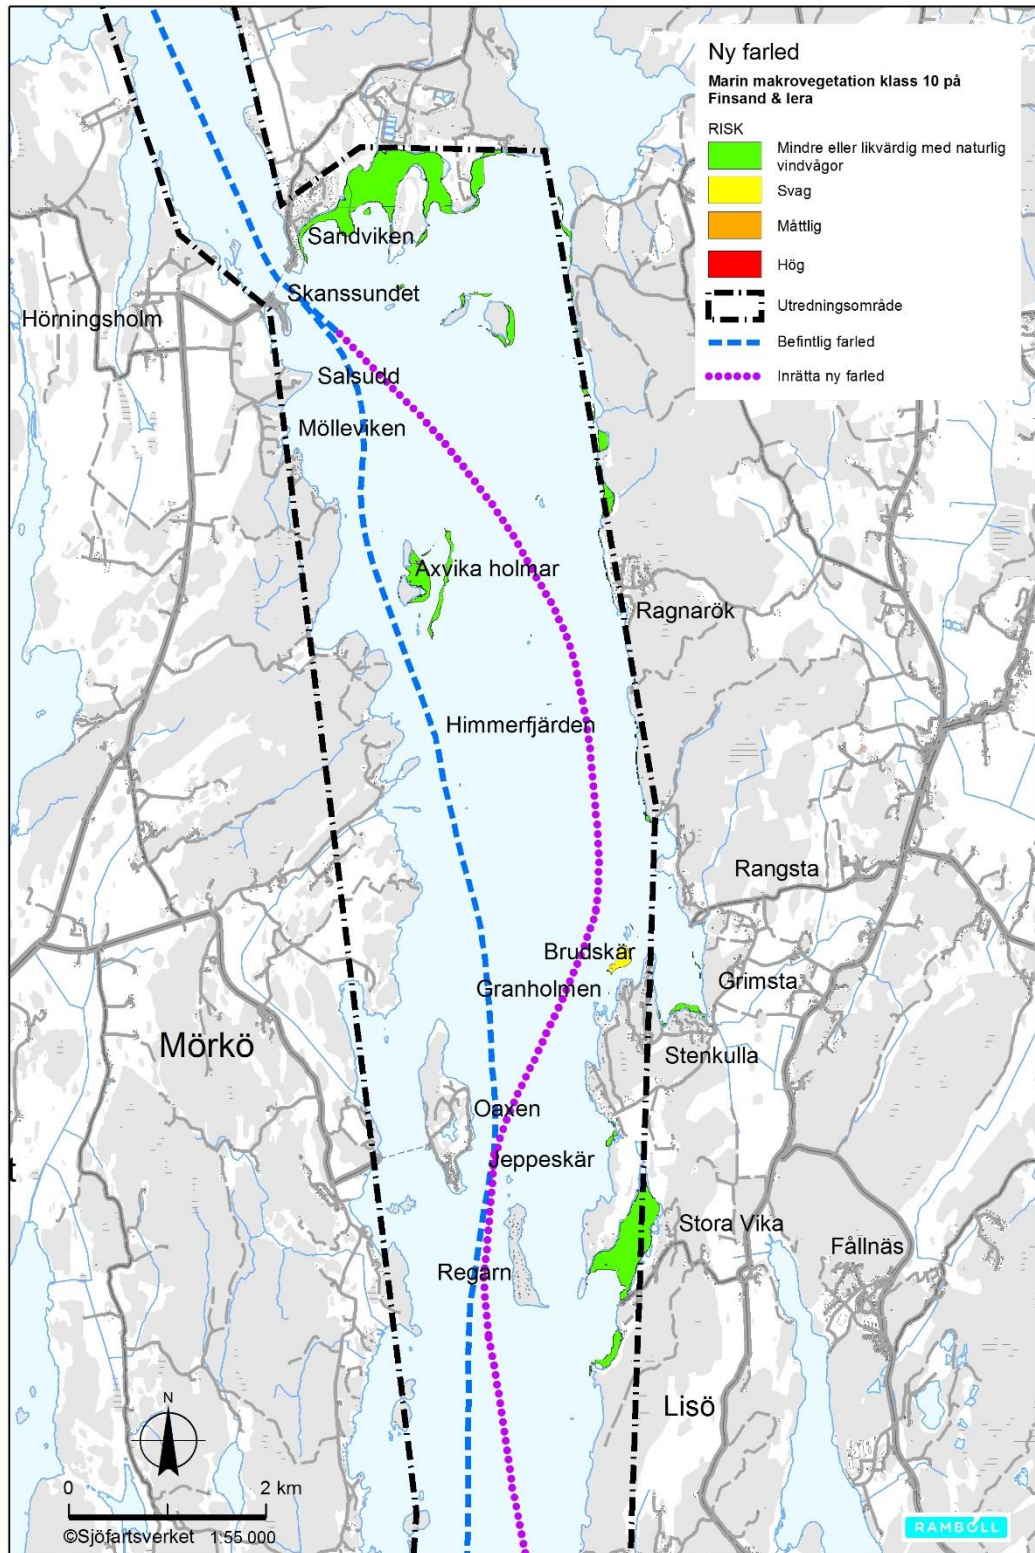 Ny farled
Marin makrovegetation klass 10 på
Finsand & lera
RISK
Mindre eller likvärdig med naturlig
vindvågor
Svag
Måttlig
Hög
Utredningsområde
Befintlig farled
Inrätta ny farled
Sandviken
Skanssundet
Hörningsholm
Salsudd
Mölleviken
Axvika holmar
Ragnarök
Himmerfjärden
Rangsta
Brudskär
Grimsta
Granholmen
Mörkö
Stenkulla
Oaxen
Jeppeskär
t
Stora Vika
Fållnäs
Regarn
Lisö
N
0 2 km
©Sjöfartsverket 1:55 000
RAMBOLL